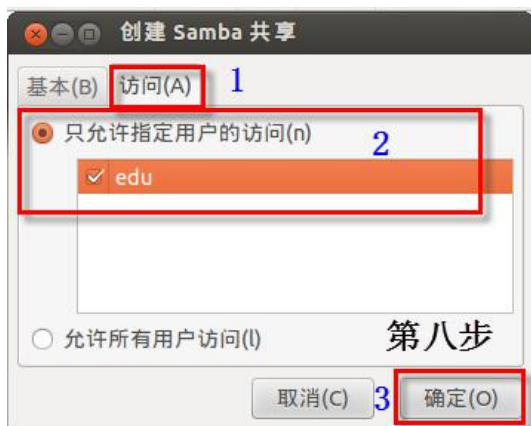 创建 Samba 共享
基本(B) 访问(A) 1
只允许指定用户的访问(n) 2
edu
允许所有用户访问(l)
第八步
取消(C) 3 确定(O)